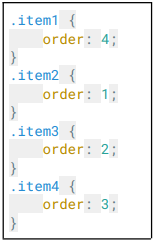 .item1 {
    order: 4;
}
.item2 {
    order: 1;
}
.item3 {
    order: 2;
}
.item4 {
    order: 3;
}